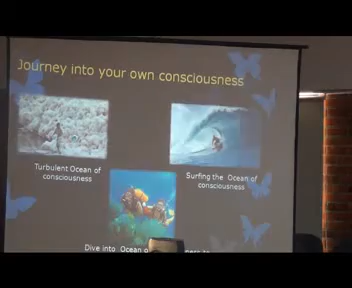 Journey into your own consciousness
Turbulent Ocean of
consciousness
Surfing the Ocean of
consciousness
Dive into Ocean